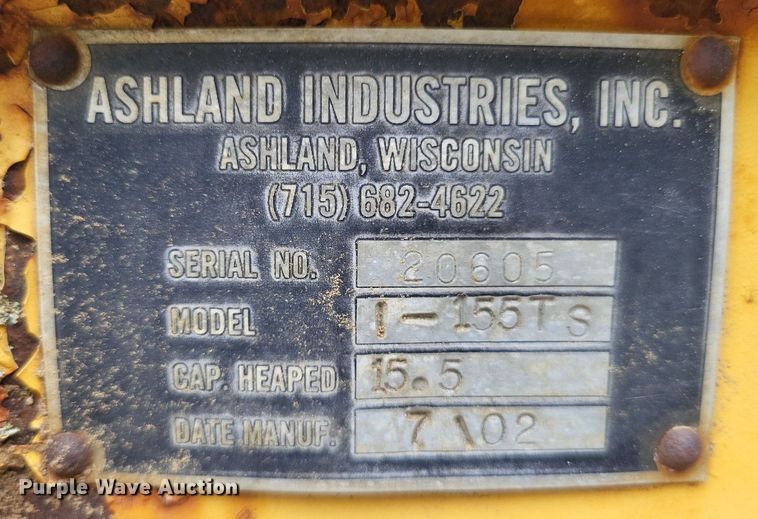 ASHLAND INDUSTRIES, INC.
ASHLAND, WISCONSIN
(715) 682-4622
SERIAL NO. 20605
MODEL I-155TS
CAP. HEAPED 15.5
DATE MANUF. 7\02
Purple Wave Auction